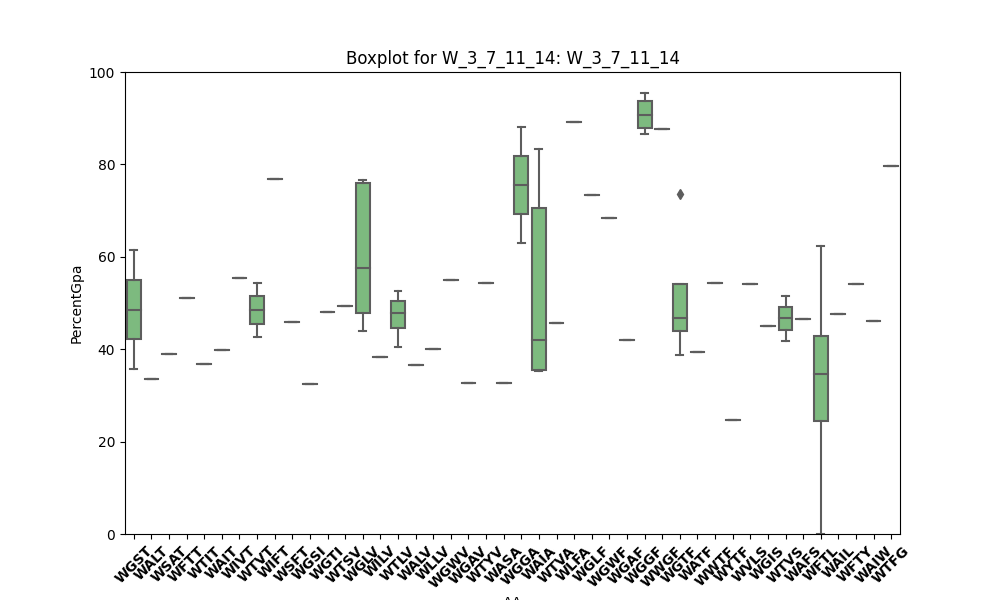 Boxplot for W_3_7_11_14: W_3_7_11_14
100
80
60
40
20
0
PercentGpa
WGST
WALT
WSAT
WFTT
WTIT
WAIT
WIVT
WTVT
WIFT
WSFT
WGSI
WGTI
WTSV
WGLV
WILV
WTLV
WALV
WLLV
WGWV
WGAV
WTYV
WASA
WGGA
WAIA
WTVA
WLFA
WGLF
WGWF
WGAF
WGGF
WWGF
WGTF
WATF
WWTF
WYTF
WVLS
WGIS
WTVS
WAFS
WFTL
WAIL
WFTY
WAIW
WTFG